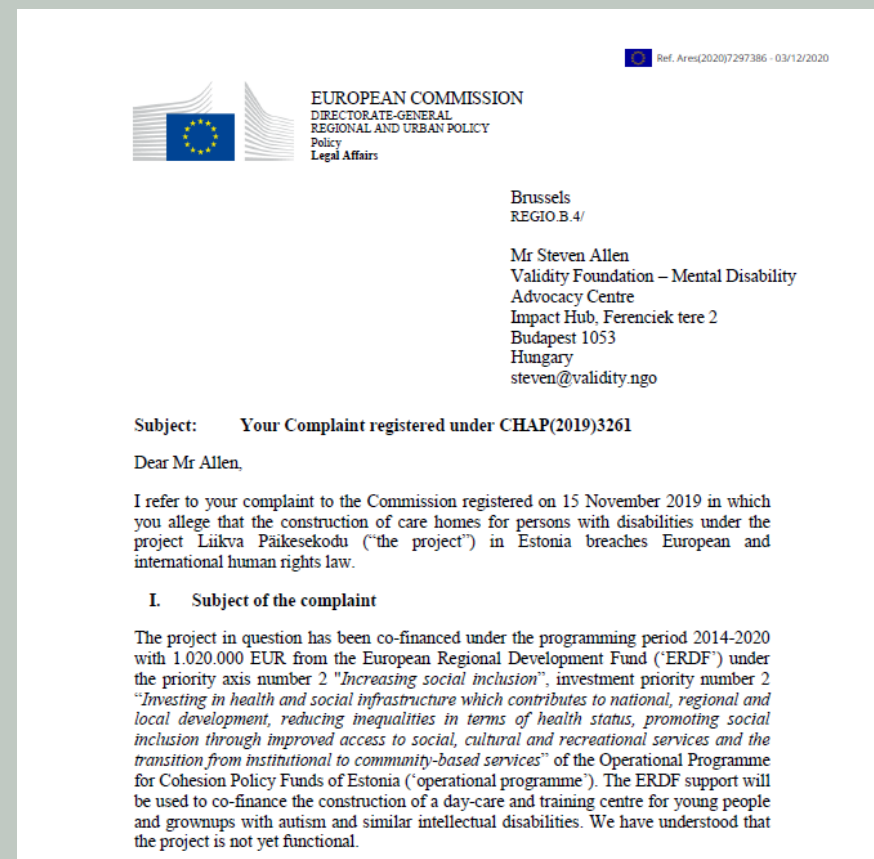 Ref. Ares(2020)7297386 - 03/12/2020
EUROPEAN COMMISSION
DIRECTORATE-GENERAL
REGIONAL AND URBAN POLICY
Policy
Legal Affairs
Brussels
REGIO.B.4/
Mr Steven Allen
Validity Foundation – Mental Disability
Advocacy Centre
Impact Hub, Ferenciek tere 2
Budapest 1053
Hungary
steven@validity.ngo
Subject: Your Complaint registered under CHAP(2019)3261
Dear Mr Allen,
I refer to your complaint to the Commission registered on 15 November 2019 in which
you allege that the construction of care homes for persons with disabilities under the
project Liikva Päikesekodu (“the project”) in Estonia breaches European and
international human rights law.
I. Subject of the complaint
The project in question has been co-financed under the programming period 2014-2020
with 1.020.000 EUR from the European Regional Development Fund (‘ERDF’) under
the priority axis number 2 "Increasing social inclusion”, investment priority number 2
“Investing in health and social infrastructure which contributes to national, regional and
local development, reducing inequalities in terms of health status, promoting social
inclusion through improved access to social, cultural and recreational services and the
transition from institutional to community-based services” of the Operational Programme
for Cohesion Policy Funds of Estonia (‘operational programme’). The ERDF support will
be used to co-finance the construction of a day-care and training centre for young people
and grownups with autism and similar intellectual disabilities. We have understood that
the project is not yet functional.